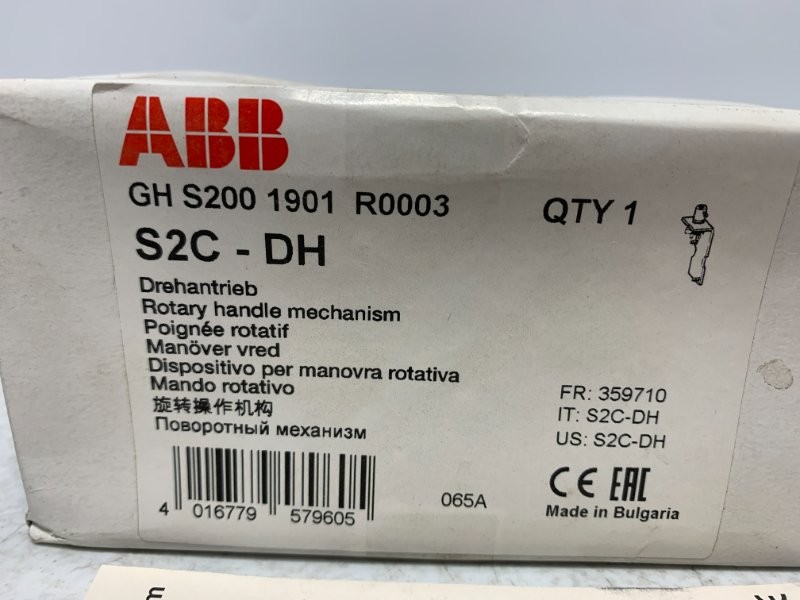 ABB
GH S200 1901 R0003
QTY 1
S2C - DH
Drehantrieb
Rotary handle mechanism
Poignée rotatif
Manöver vred
Dispositivo per manovra rotativa
Mando rotativo
旋转操作机构
Поворотный механизм
FR: 359710
IT: S2C-DH
US: S2C-DH
4 016779 579605
065A
CE EAC
Made in Bulgaria